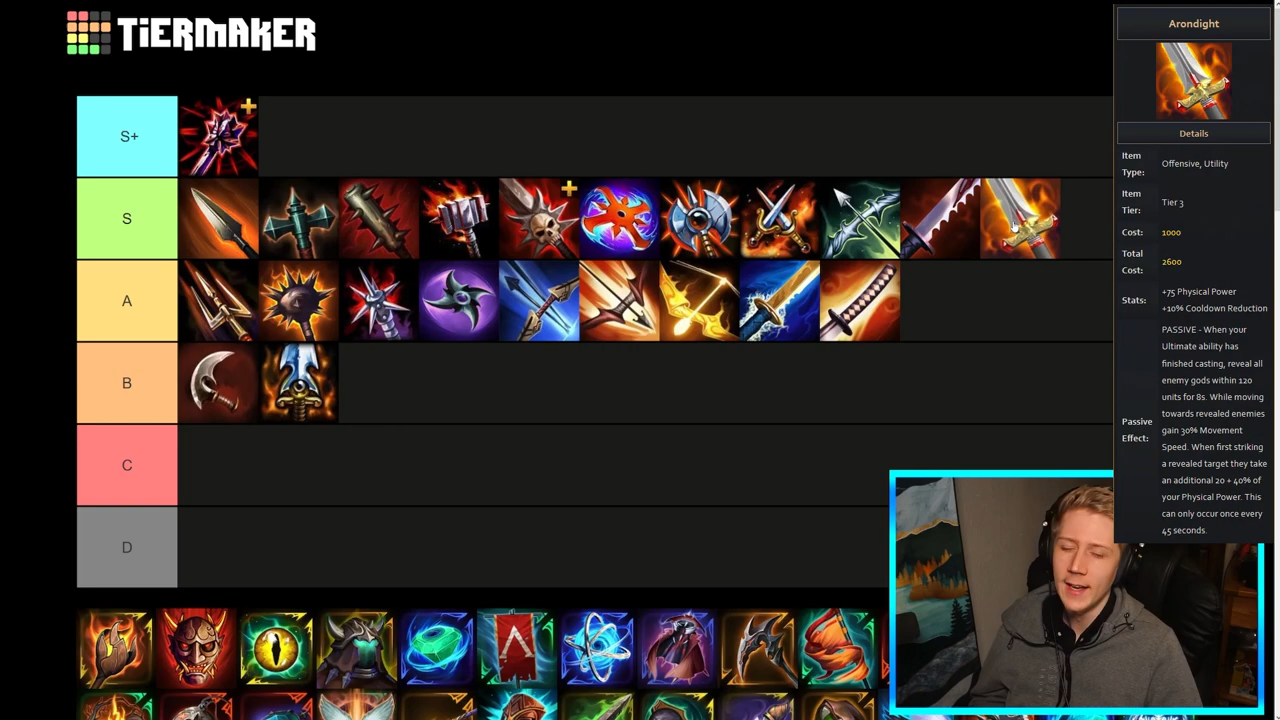 TiERMAKER
S+
S
A
B
C
D
Arondight
Details
Item
Type:
Offensive, Utility
Item
Tier:
Tier 3
Cost:
1000
Total
Cost:
2600
Stats:
+75 Physical Power
+10% Cooldown Reduction
Passive
Effect:
PASSIVE - When your
Ultimate ability has
finished casting, reveal all
enemy gods within 120
units for 8s. While moving
towards revealed enemies
gain 30% Movement
Speed. When first striking
a revealed target they take
an additional 20 + 40% of
your Physical Power. This
can only occur once every
45 seconds.